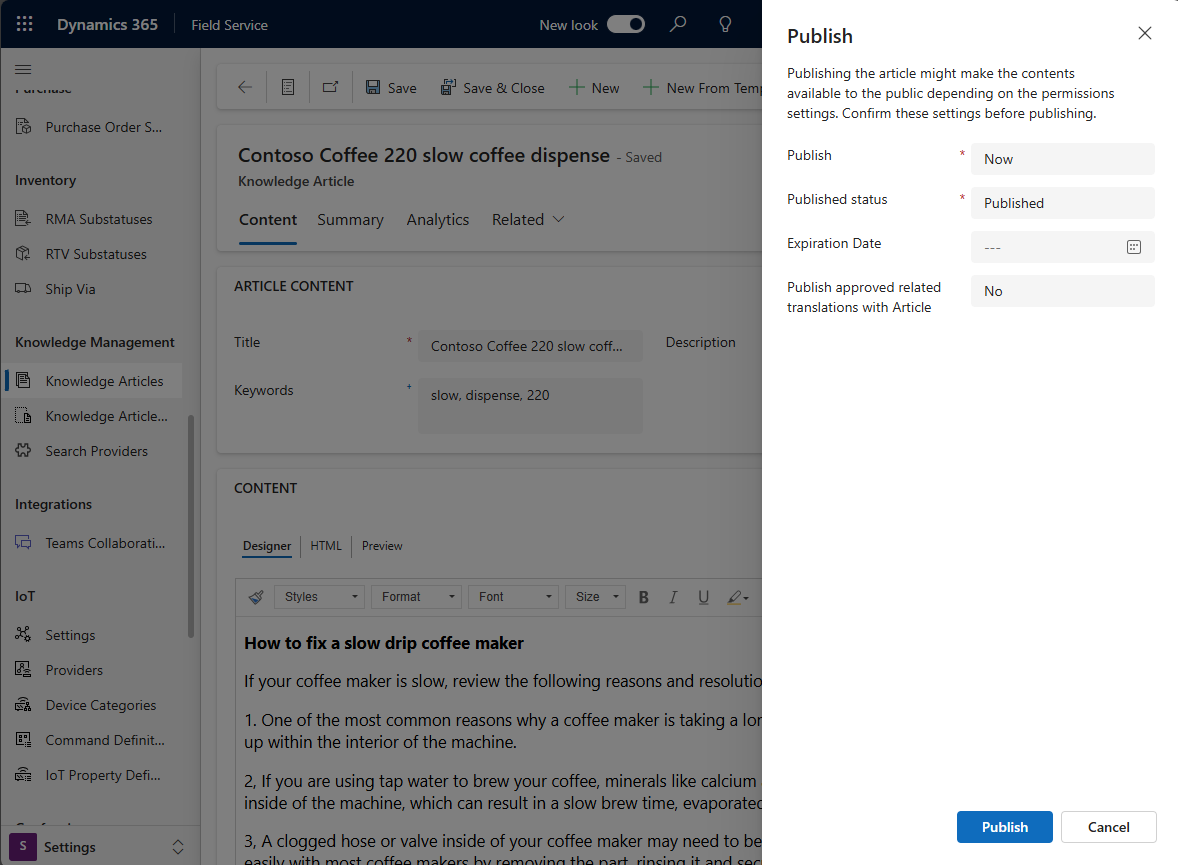 Dynamics 365
Field Service
New look
Purchase
Purchase Order S...
Inventory
RMA Substatuses
RTV Substatuses
Ship Via
Knowledge Management
Knowledge Articles
Knowledge Article...
Search Providers
Integrations
Teams Collaborati...
IoT
Settings
Providers
Device Categories
Command Definit...
IoT Property Defi...
S Settings
Save
Save & Close
New
New From Temp
Contoso Coffee 220 slow coffee dispense - Saved
Knowledge Article
Content Summary Analytics Related
ARTICLE CONTENT
Title * Contoso Coffee 220 slow coff... Description
Keywords + slow, dispense, 220
CONTENT
Designer HTML Preview
Styles Format Font Size B I U
How to fix a slow drip coffee maker
If your coffee maker is slow, review the following reasons and resolutio
1. One of the most common reasons why a coffee maker is taking a lon
up within the interior of the machine.
2, If you are using tap water to brew your coffee, minerals like calcium
inside of the machine, which can result in a slow brew time, evaporated
3, A clogged hose or valve inside of your coffee maker may need to be
easily with most coffee makers by removing the part, rinsing it and sec
Publish
Publishing the article might make the contents
available to the public depending on the permissions
settings. Confirm these settings before publishing.
Publish * Now
Published status * Published
Expiration Date ---
Publish approved related
translations with Article
No
Publish Cancel